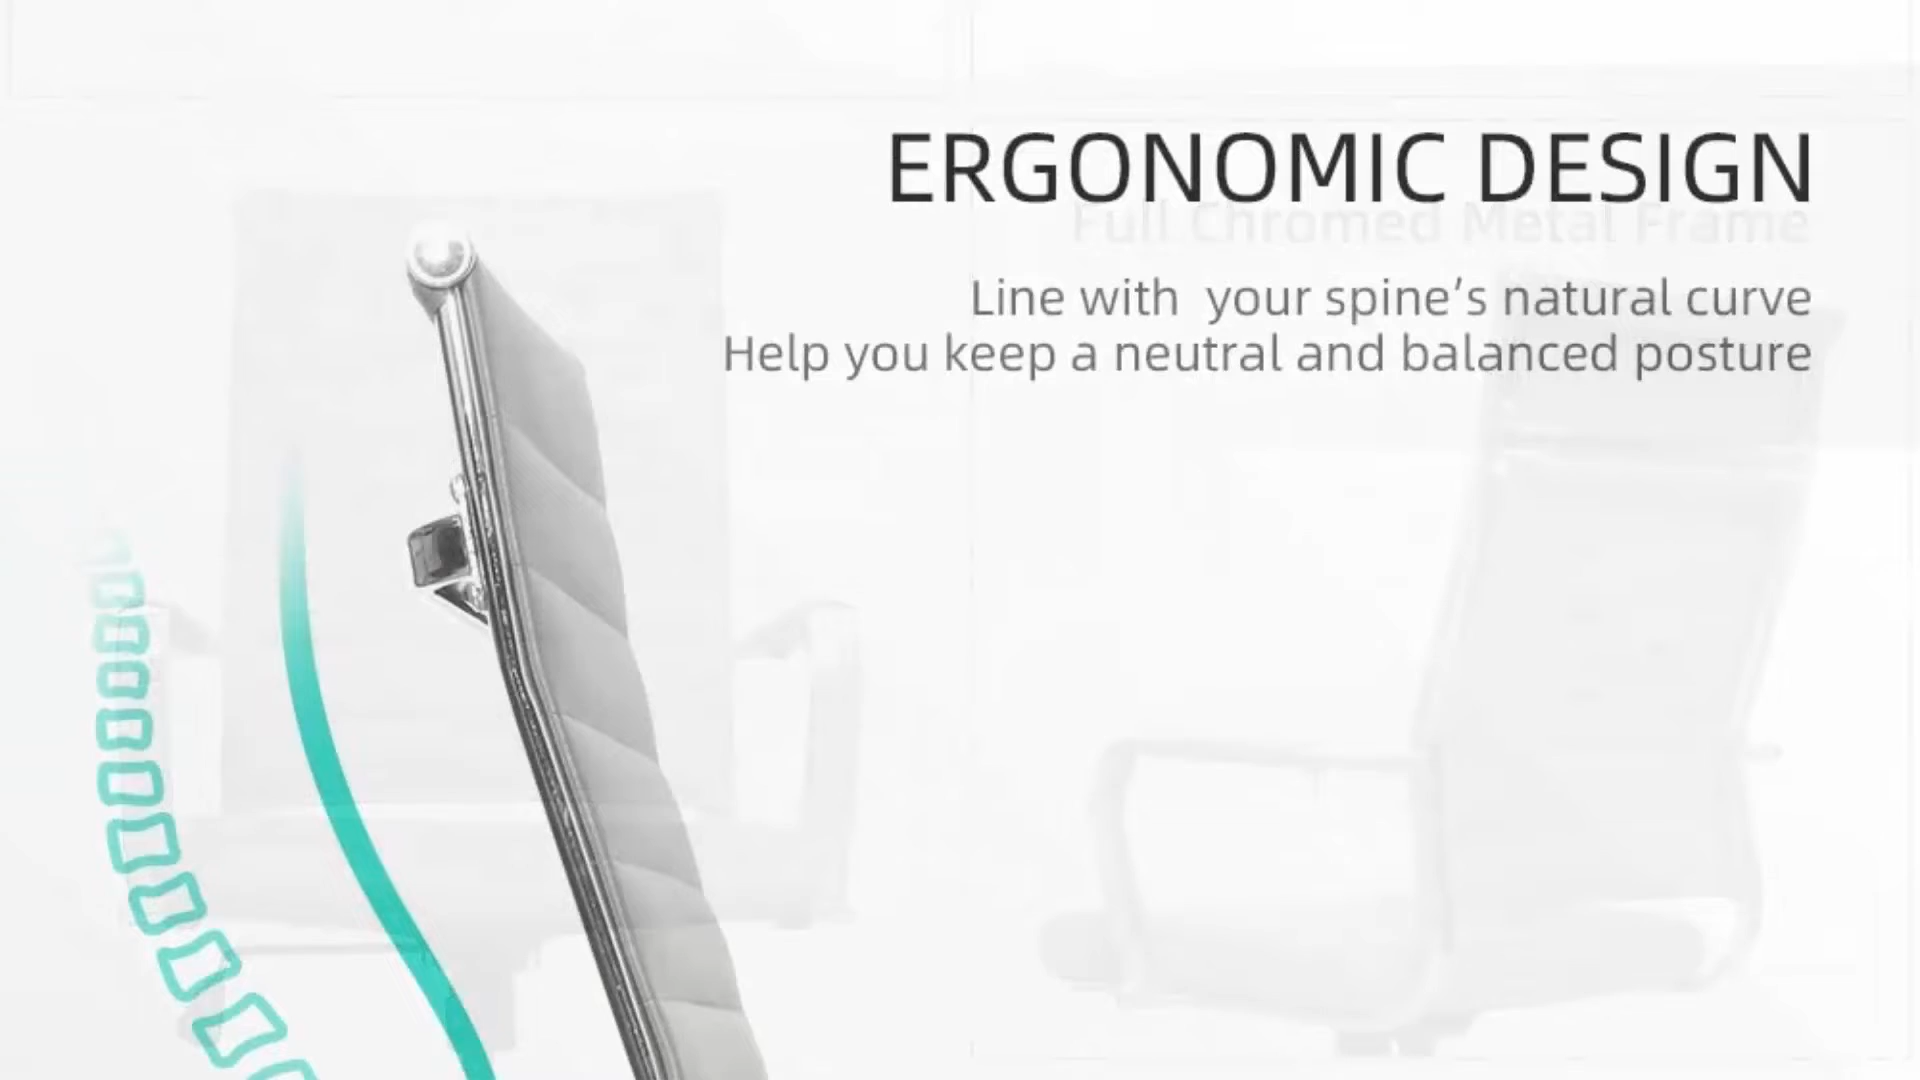 ERGONOMIC DESIGN
Full Chromed Metal Frame
Line with  your spine’s natural curve
Help you keep a neutral and balanced posture